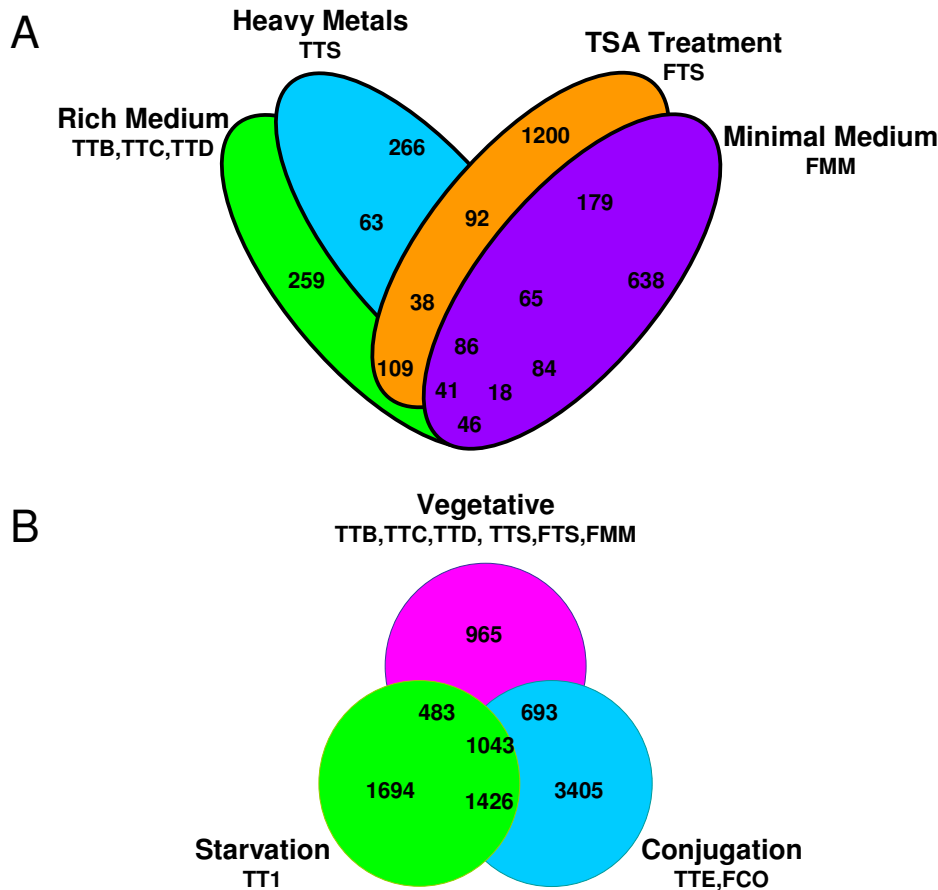 A
Heavy Metals
TTS
TSA Treatment
FTS
Rich Medium
TTB,TTC,TTD
Minimal Medium
FMM
1200
266
179
92
63
259
638
65
38
86
109
84
41
18
46
B
Vegetative
TTB,TTC,TTD, TTS,FTS,FMM
965
483
693
1043
1694
1426
3405
Starvation
TT1
Conjugation
TTE,FCO